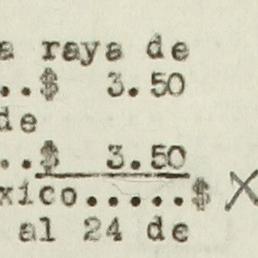 a raya de
..$ 3.50
de
..$ 3.50
xico.....$ X
al 24 de